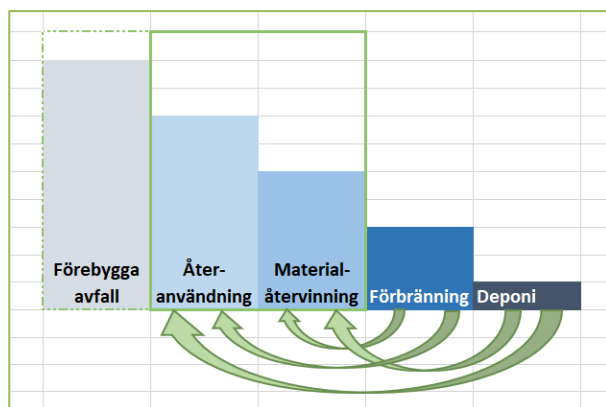 Förebygga
avfall
Åter-
användning
Material-
återvinning
Förbränning
Deponi